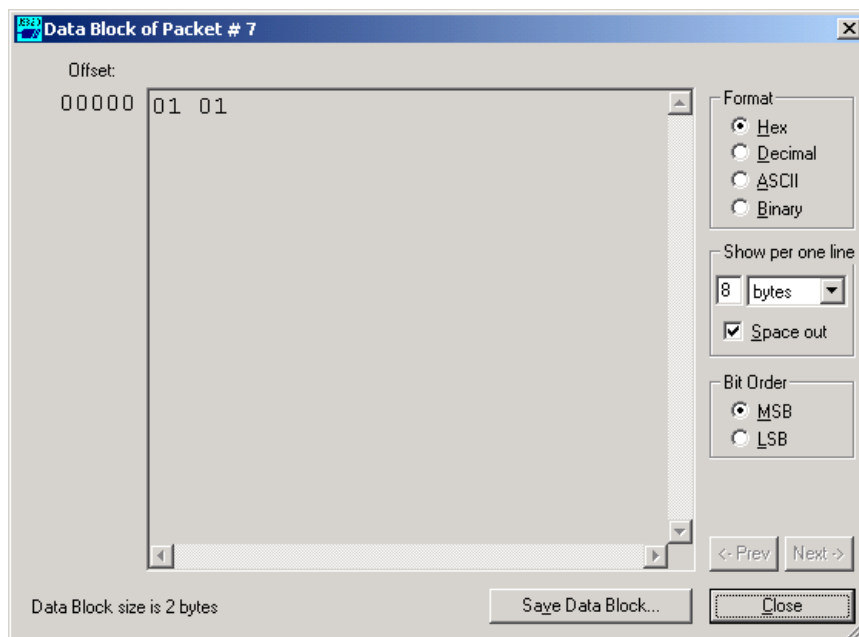 Data Block of Packet # 7
Offset:
00000 01 01
Format
Hex
Decimal
ASCII
Binary
Show per one line
8 bytes
Space out
Bit Order
MSB
LSB
<- Prev Next ->
Data Block size is 2 bytes Save Data Block... Close